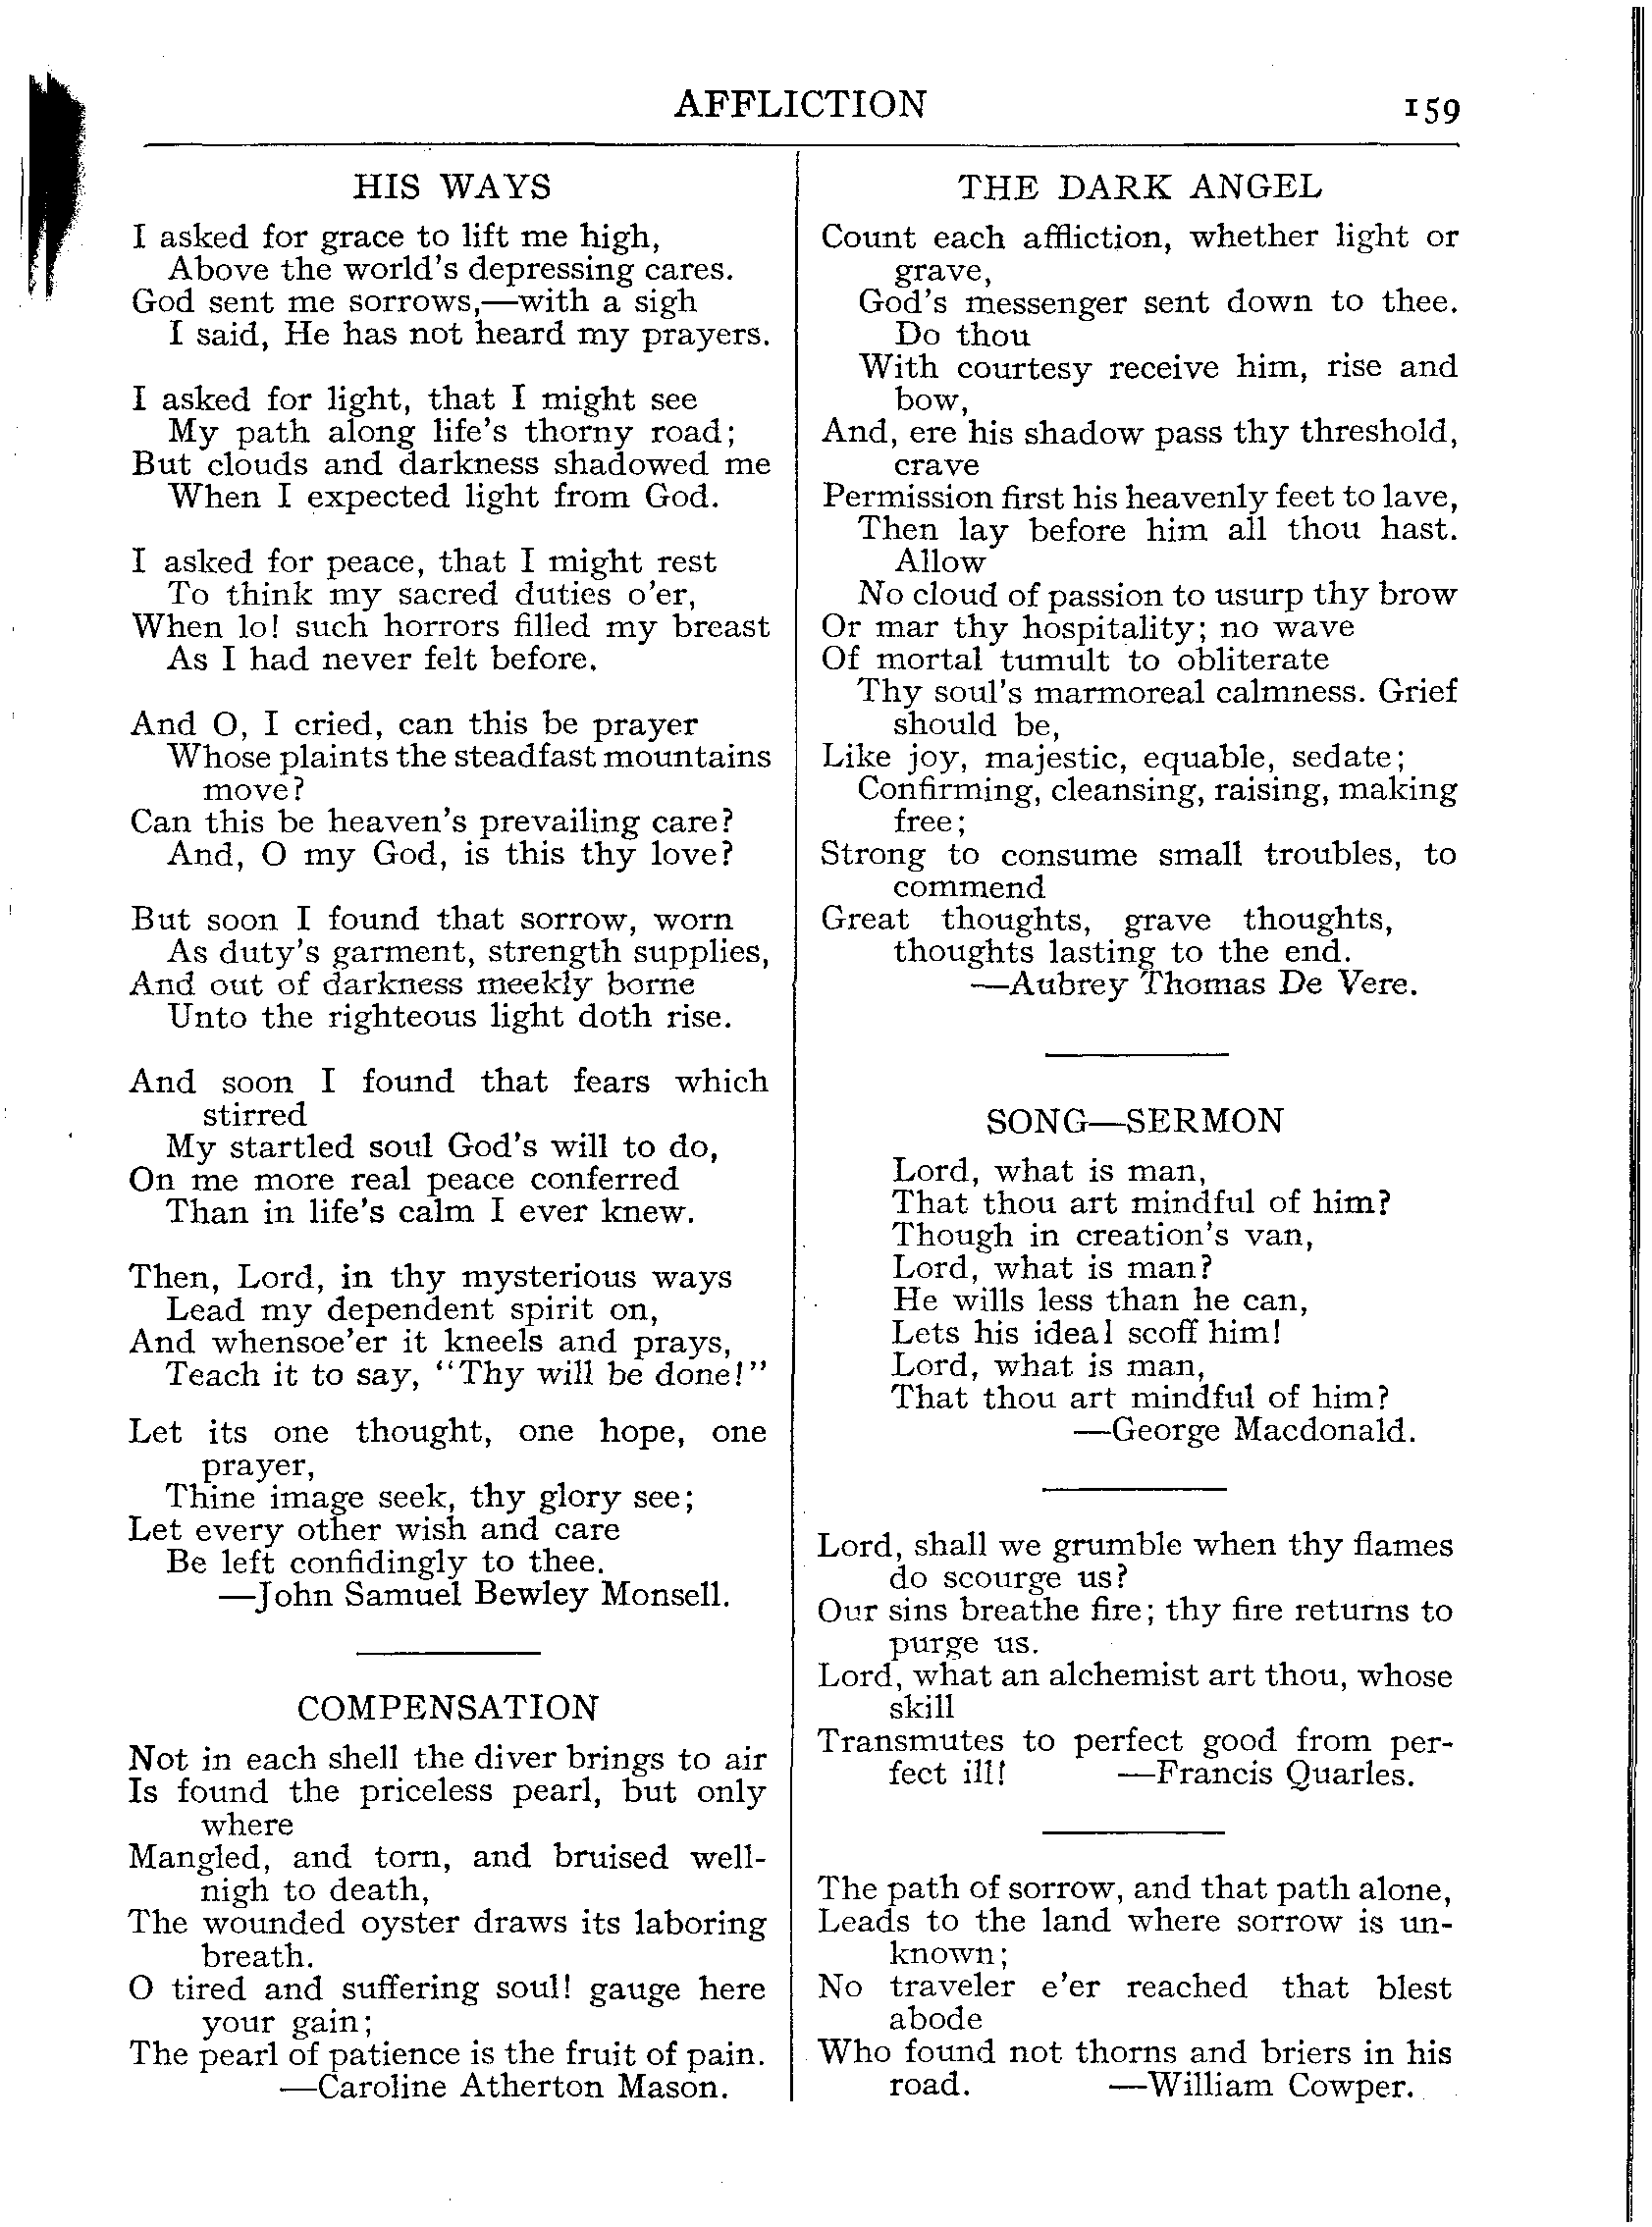 AFFLICTION
159
HIS WAYS
I asked for grace to lift me high,
Above the world's depressing cares.
God sent me sorrows,—with a sigh
I said, He has not heard my prayers.
I asked for light, that I might see
My path along life's thorny road;
But clouds and darkness shadowed me
When I expected light from God.
I asked for peace, that I might rest
To think my sacred duties o'er,
When lo! such horrors filled my breast
As I had never felt before.
And O, I cried, can this be prayer
Whose plaints the steadfast mountains
move?
Can this be heaven's prevailing care?
And, O my God, is this thy love?
But soon I found that sorrow, worn
As duty's garment, strength supplies,
And out of darkness meekly borne
Unto the righteous light doth rise.
And soon I found that fears which
stirred
My startled soul God's will to do,
On me more real peace conferred
Than in life's calm I ever knew.
Then, Lord, in thy mysterious ways
Lead my dependent spirit on,
And whensoe'er it kneels and prays,
Teach it to say, "Thy will be done!"
Let its one thought, one hope, one
prayer,
Thine image seek, thy glory see;
Let every other wish and care
Be left confidingly to thee.
—John Samuel Bewley Monsell.
COMPENSATION
Not in each shell the diver brings to air
Is found the priceless pearl, but only
where
Mangled, and torn, and bruised well-
nigh to death,
The wounded oyster draws its laboring
breath.
O tired and suffering soul! gauge here
your gain;
The pearl of patience is the fruit of pain.
—Caroline Atherton Mason.
THE DARK ANGEL
Count each affliction, whether light or
grave,
God's messenger sent down to thee.
Do thou
With courtesy receive him, rise and
bow,
And, ere his shadow pass thy threshold,
crave
Permission first his heavenly feet to lave,
Then lay before him all thou hast.
Allow
No cloud of passion to usurp thy brow
Or mar thy hospitality; no wave
Of mortal tumult to obliterate
Thy soul's marmoreal calmness. Grief
should be,
Like joy, majestic, equable, sedate;
Confirming, cleansing, raising, making
free;
Strong to consume small troubles, to
commend
Great thoughts, grave thoughts,
thoughts lasting to the end.
—Aubrey Thomas De Vere.
SONG—SERMON
Lord, what is man,
That thou art mindful of him?
Though in creation's van,
Lord, what is man?
He wills less than he can,
Lets his ideal scoff him!
Lord, what is man,
That thou art mindful of him?
—George Macdonald.
Lord, shall we grumble when thy flames
do scourge us?
Our sins breathe fire; thy fire returns to
purge us.
Lord, what an alchemist art thou, whose
skill
Transmutes to perfect good from per-
fect ill! —Francis Quarles.
The path of sorrow, and that path alone,
Leads to the land where sorrow is un-
known;
No traveler e'er reached that blest
abode
Who found not thorns and briers in his
road. —William Cowper.